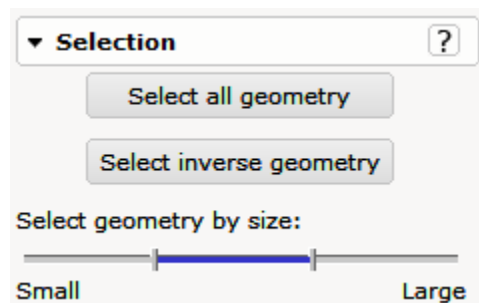 Selection ?
Select all geometry
Select inverse geometry
Select geometry by size:
Small Large